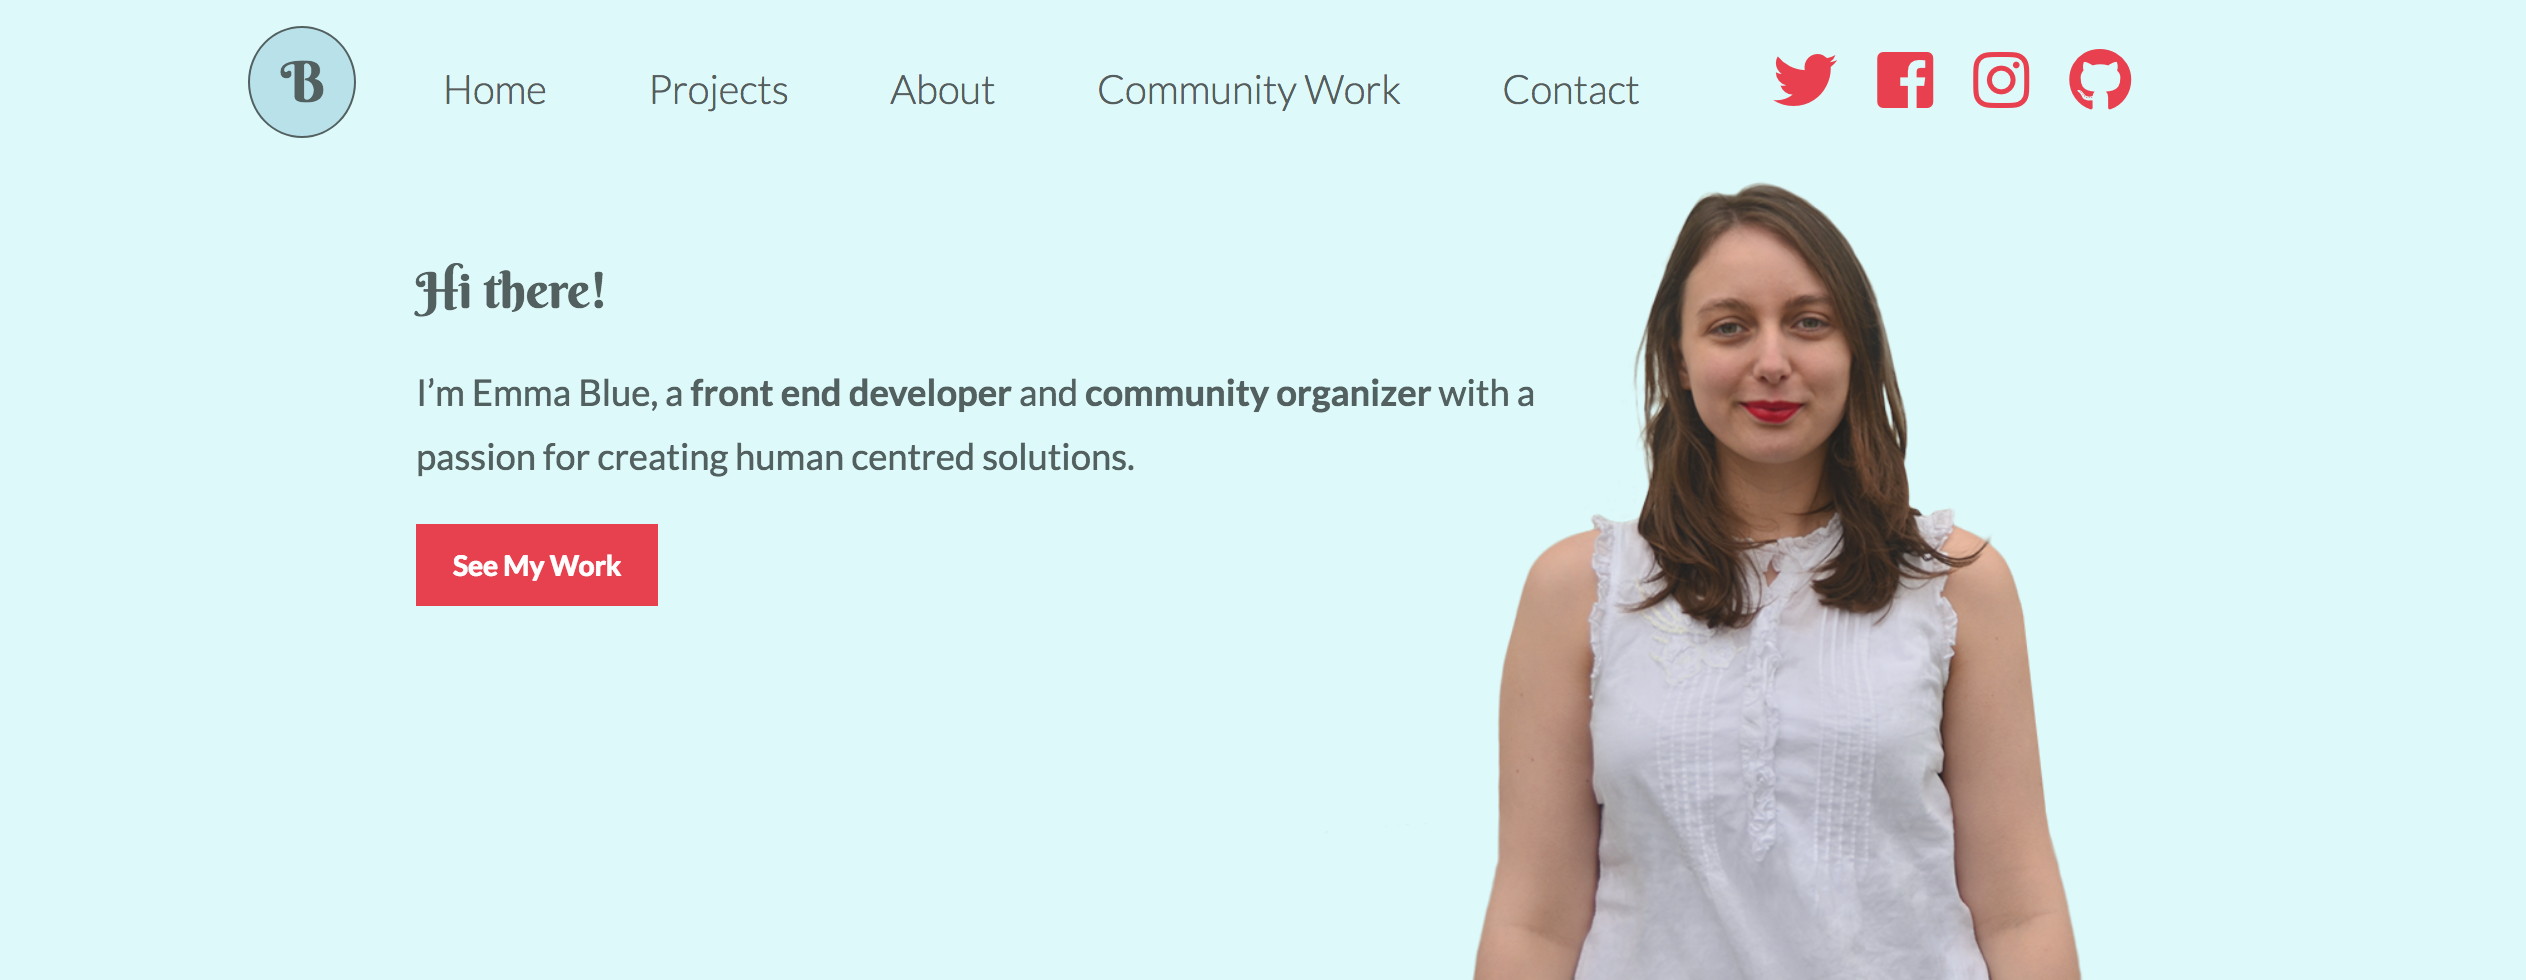 B
Home Projects About Community Work Contact
Hi there!
I’m Emma Blue, a front end developer and community organizer with a
passion for creating human centred solutions.
See My Work